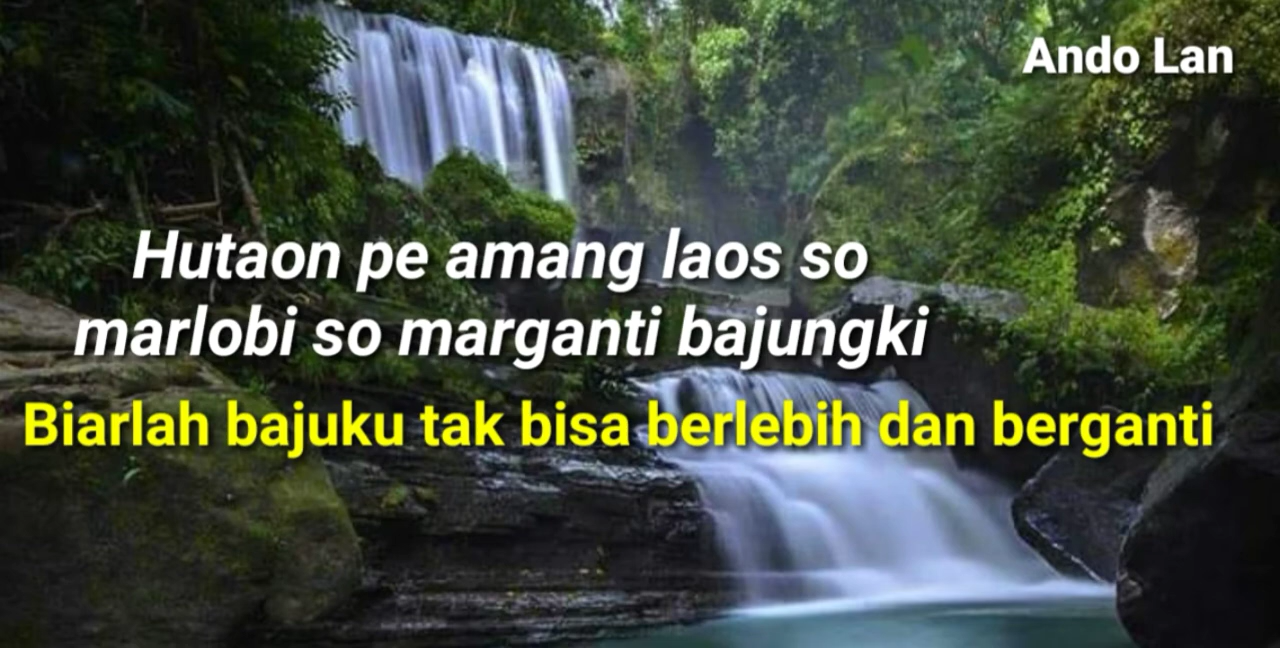 Ando Lan
Hutaon pe amang laos so
marlobi so marganti bajungki
Biarlah bajuku tak bisa berlebih dan berganti